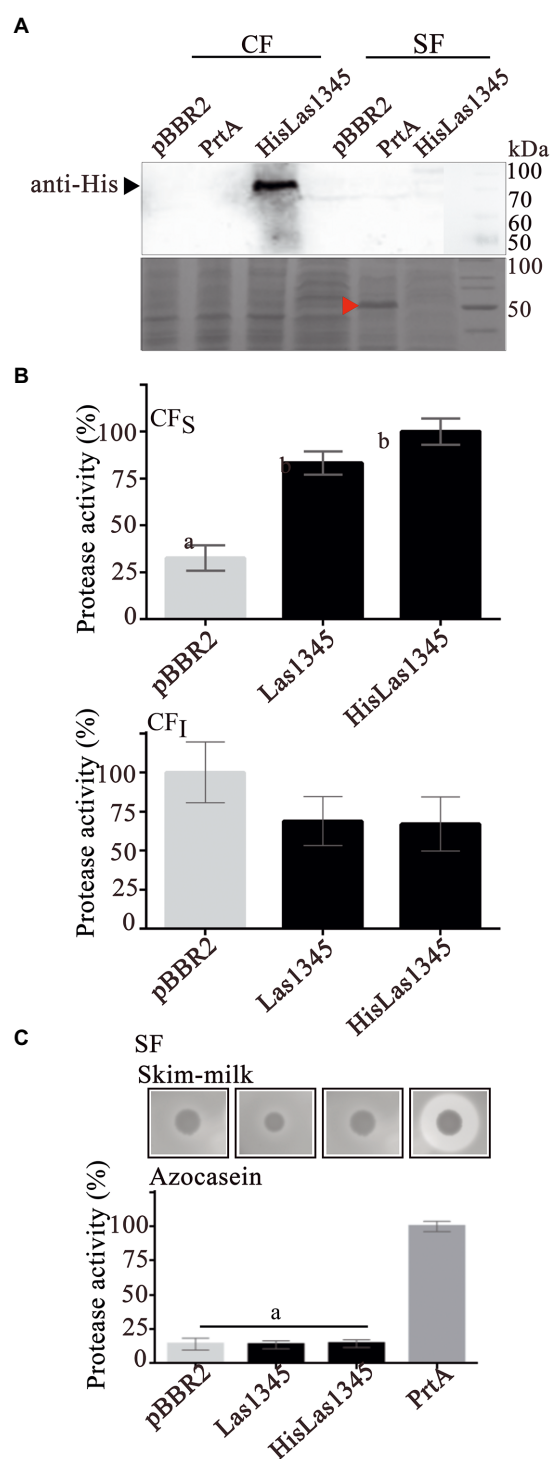 A
CF SF
pBBR2 PrtA HisLas1345 pBBR2 PrtA HisLas1345
kDa
anti-His
100
70
60
50
100
50
B
CFS
Protease activity (%)
100
75
50
25
0
a
b
b
pBBR2 Las1345 HisLas1345
CFI
Protease activity (%)
100
75
50
25
0
pBBR2 Las1345 HisLas1345
C
SF
Skim-milk
Azocasein
Protease activity (%)
100
75
50
25
0
a
pBBR2 Las1345 HisLas1345 PrtA